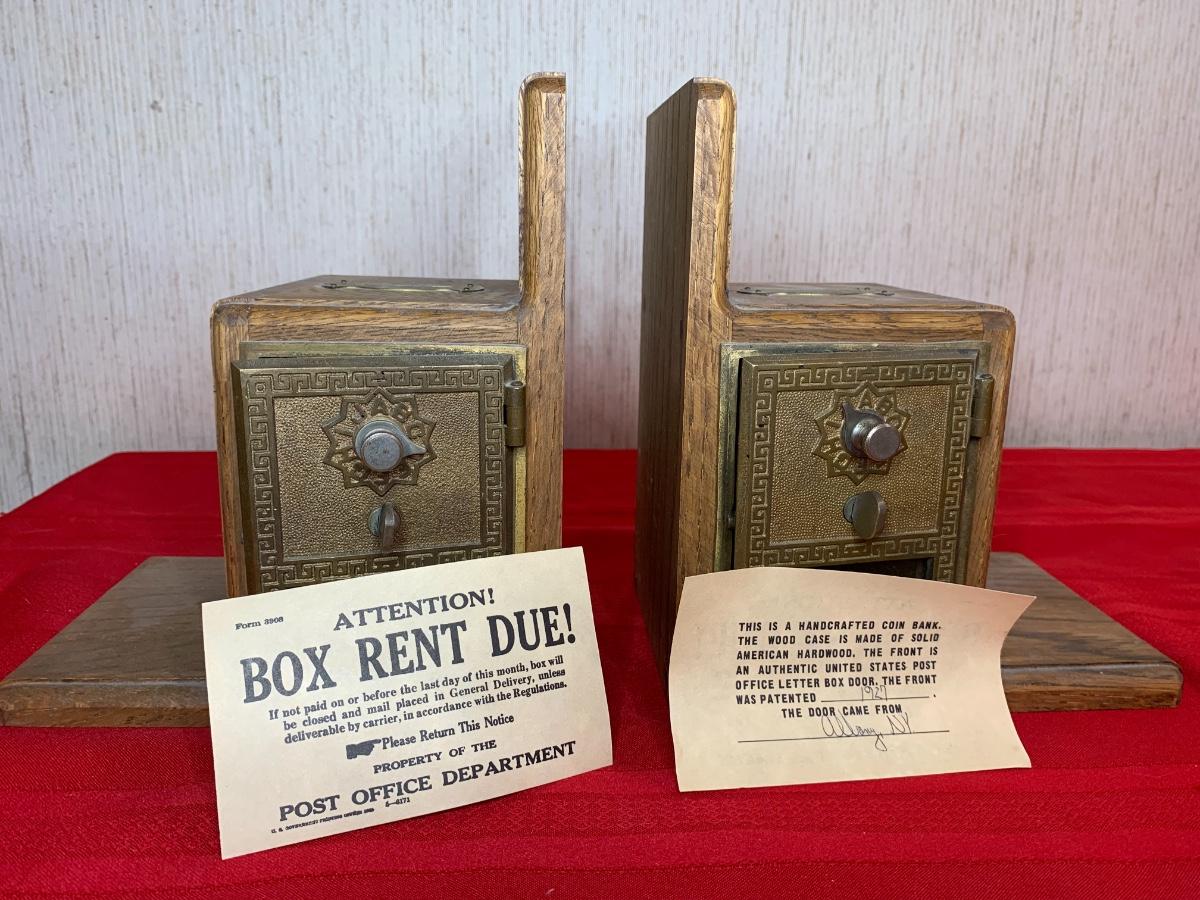 Form 3908
ATTENTION!
BOX RENT DUE!
If not paid on or before the last day of this month, box will
be closed and mail placed in General Delivery, unless
deliverable by carrier, in accordance with the Regulations.
Please Return This Notice
PROPERTY OF THE
POST OFFICE DEPARTMENT
U. S. GOVERNMENT PRINTING OFFICE
THIS IS A HANDCRAFTED COIN BANK.
THE WOOD CASE IS MADE OF SOLID
AMERICAN HARDWOOD. THE FRONT IS
AN AUTHENTIC UNITED STATES POST
OFFICE LETTER BOX DOOR. THE FRONT
WAS PATENTED 1927.
THE DOOR CAME FROM
Albany, NY